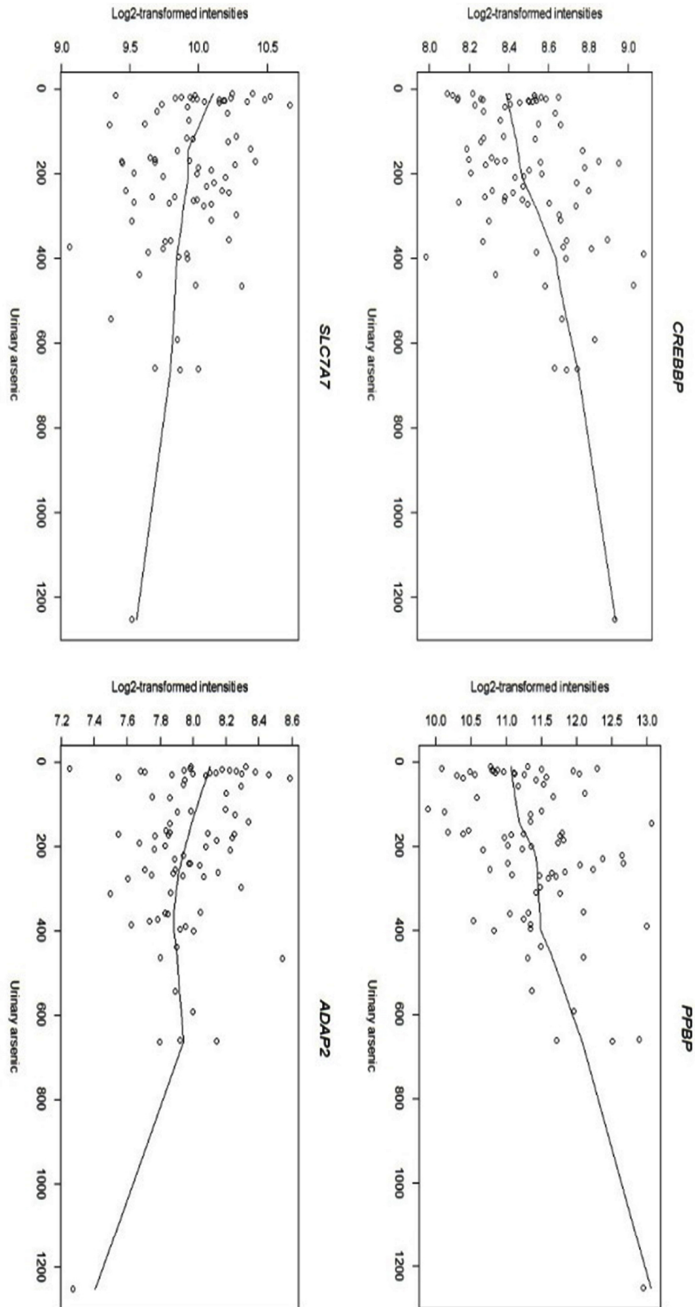 CREBBP
Log2-transformed intensities
8.0 8.2 8.4 8.6 8.8 9.0
0 200 400 600 800 1000 1200
Urinary arsenic
PPBP
Log2-transformed intensities
10.0 10.5 11.0 11.5 12.0 12.5 13.0
0 200 400 600 800 1000 1200
Urinary arsenic
SLC7A7
Log2-transformed intensities
9.0 9.5 10.0 10.5
0 200 400 600 800 1000 1200
Urinary arsenic
ADAP2
Log2-transformed intensities
7.2 7.4 7.6 7.8 8.0 8.2 8.4 8.6
0 200 400 600 800 1000 1200
Urinary arsenic